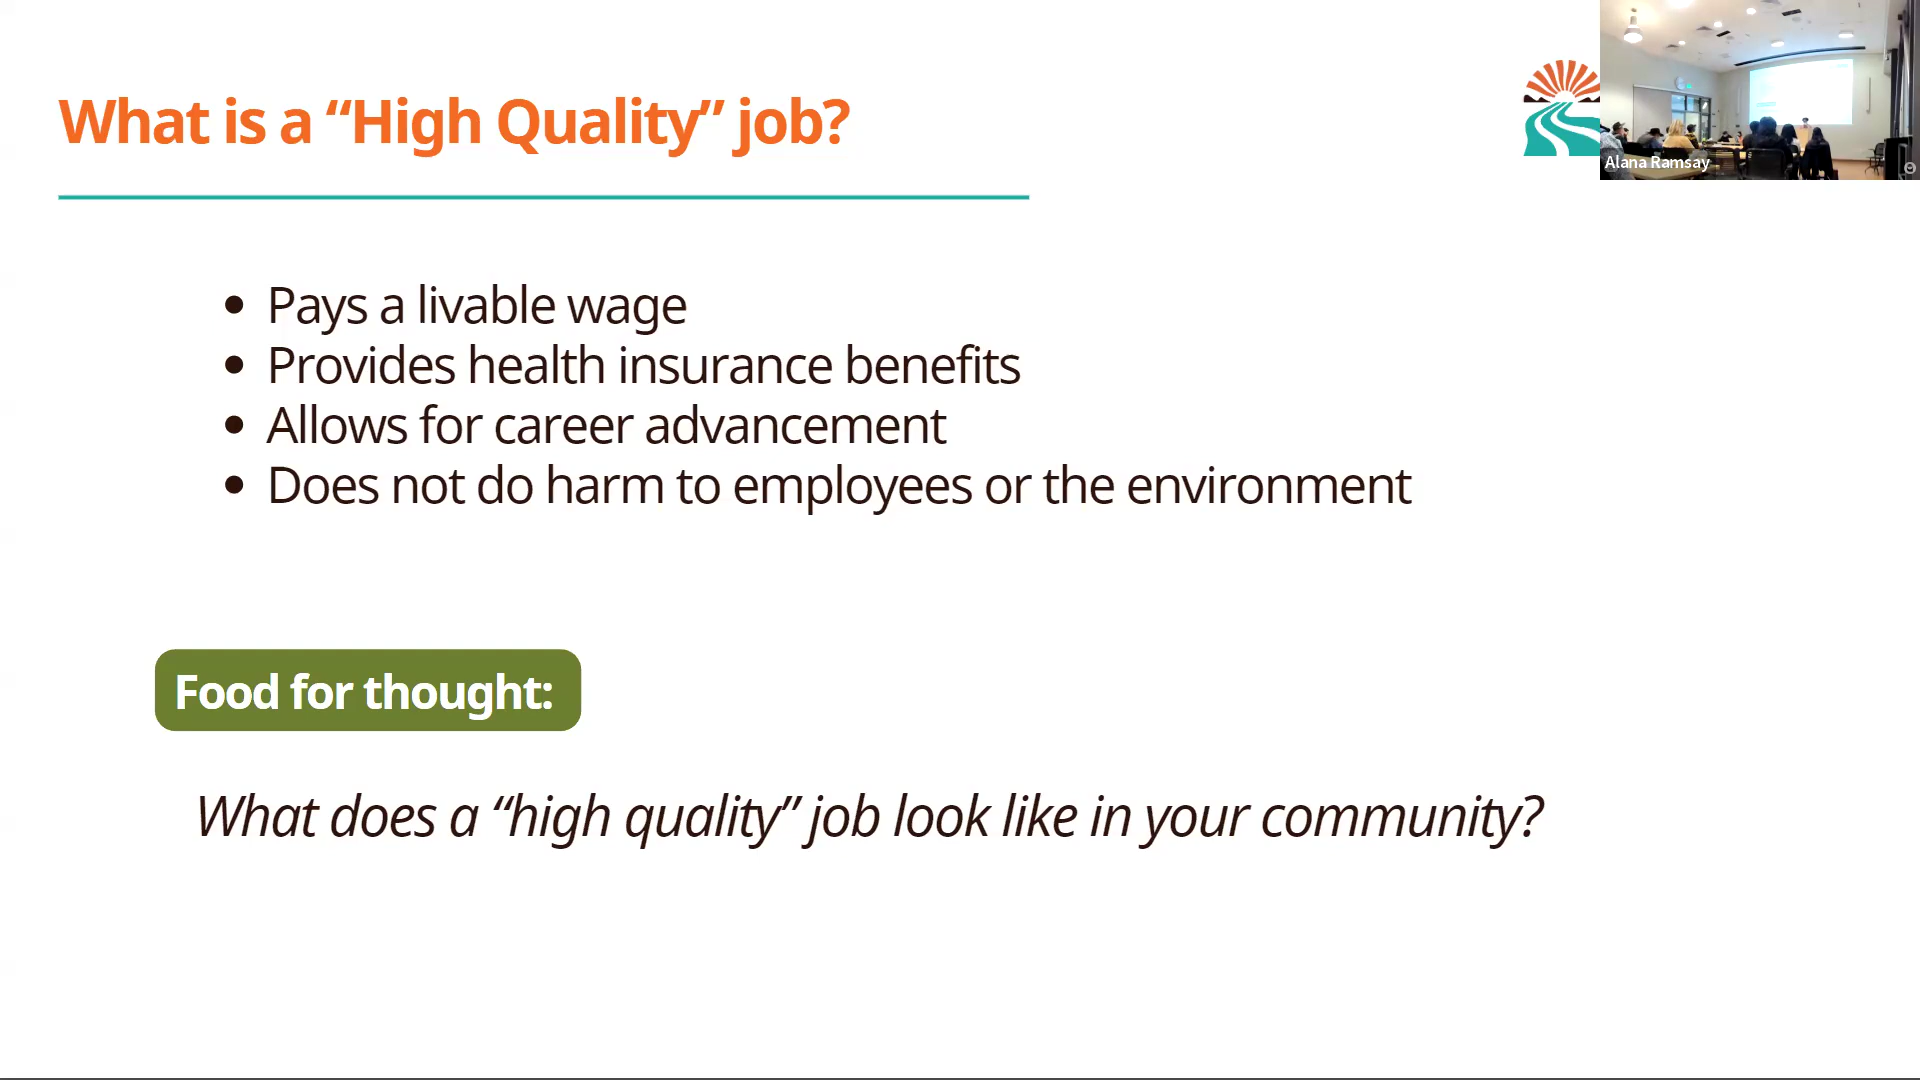 What is a “High Quality” job?
Alana Ramsay
• Pays a livable wage
• Provides health insurance benefits
• Allows for career advancement
• Does not do harm to employees or the environment
Food for thought:
What does a “high quality” job look like in your community?